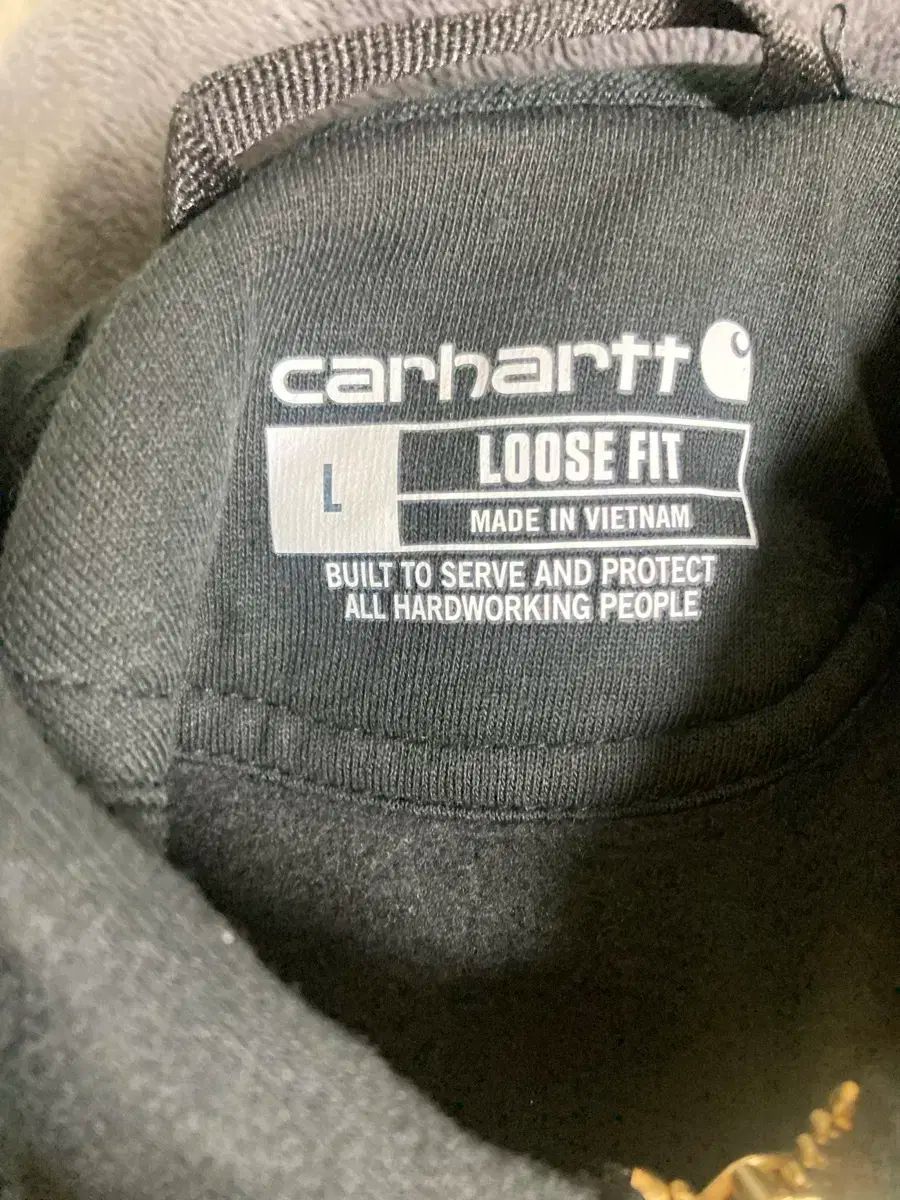 carhartt
L
LOOSE FIT
MADE IN VIETNAM
BUILT TO SERVE AND PROTECT
ALL HARDWORKING PEOPLE